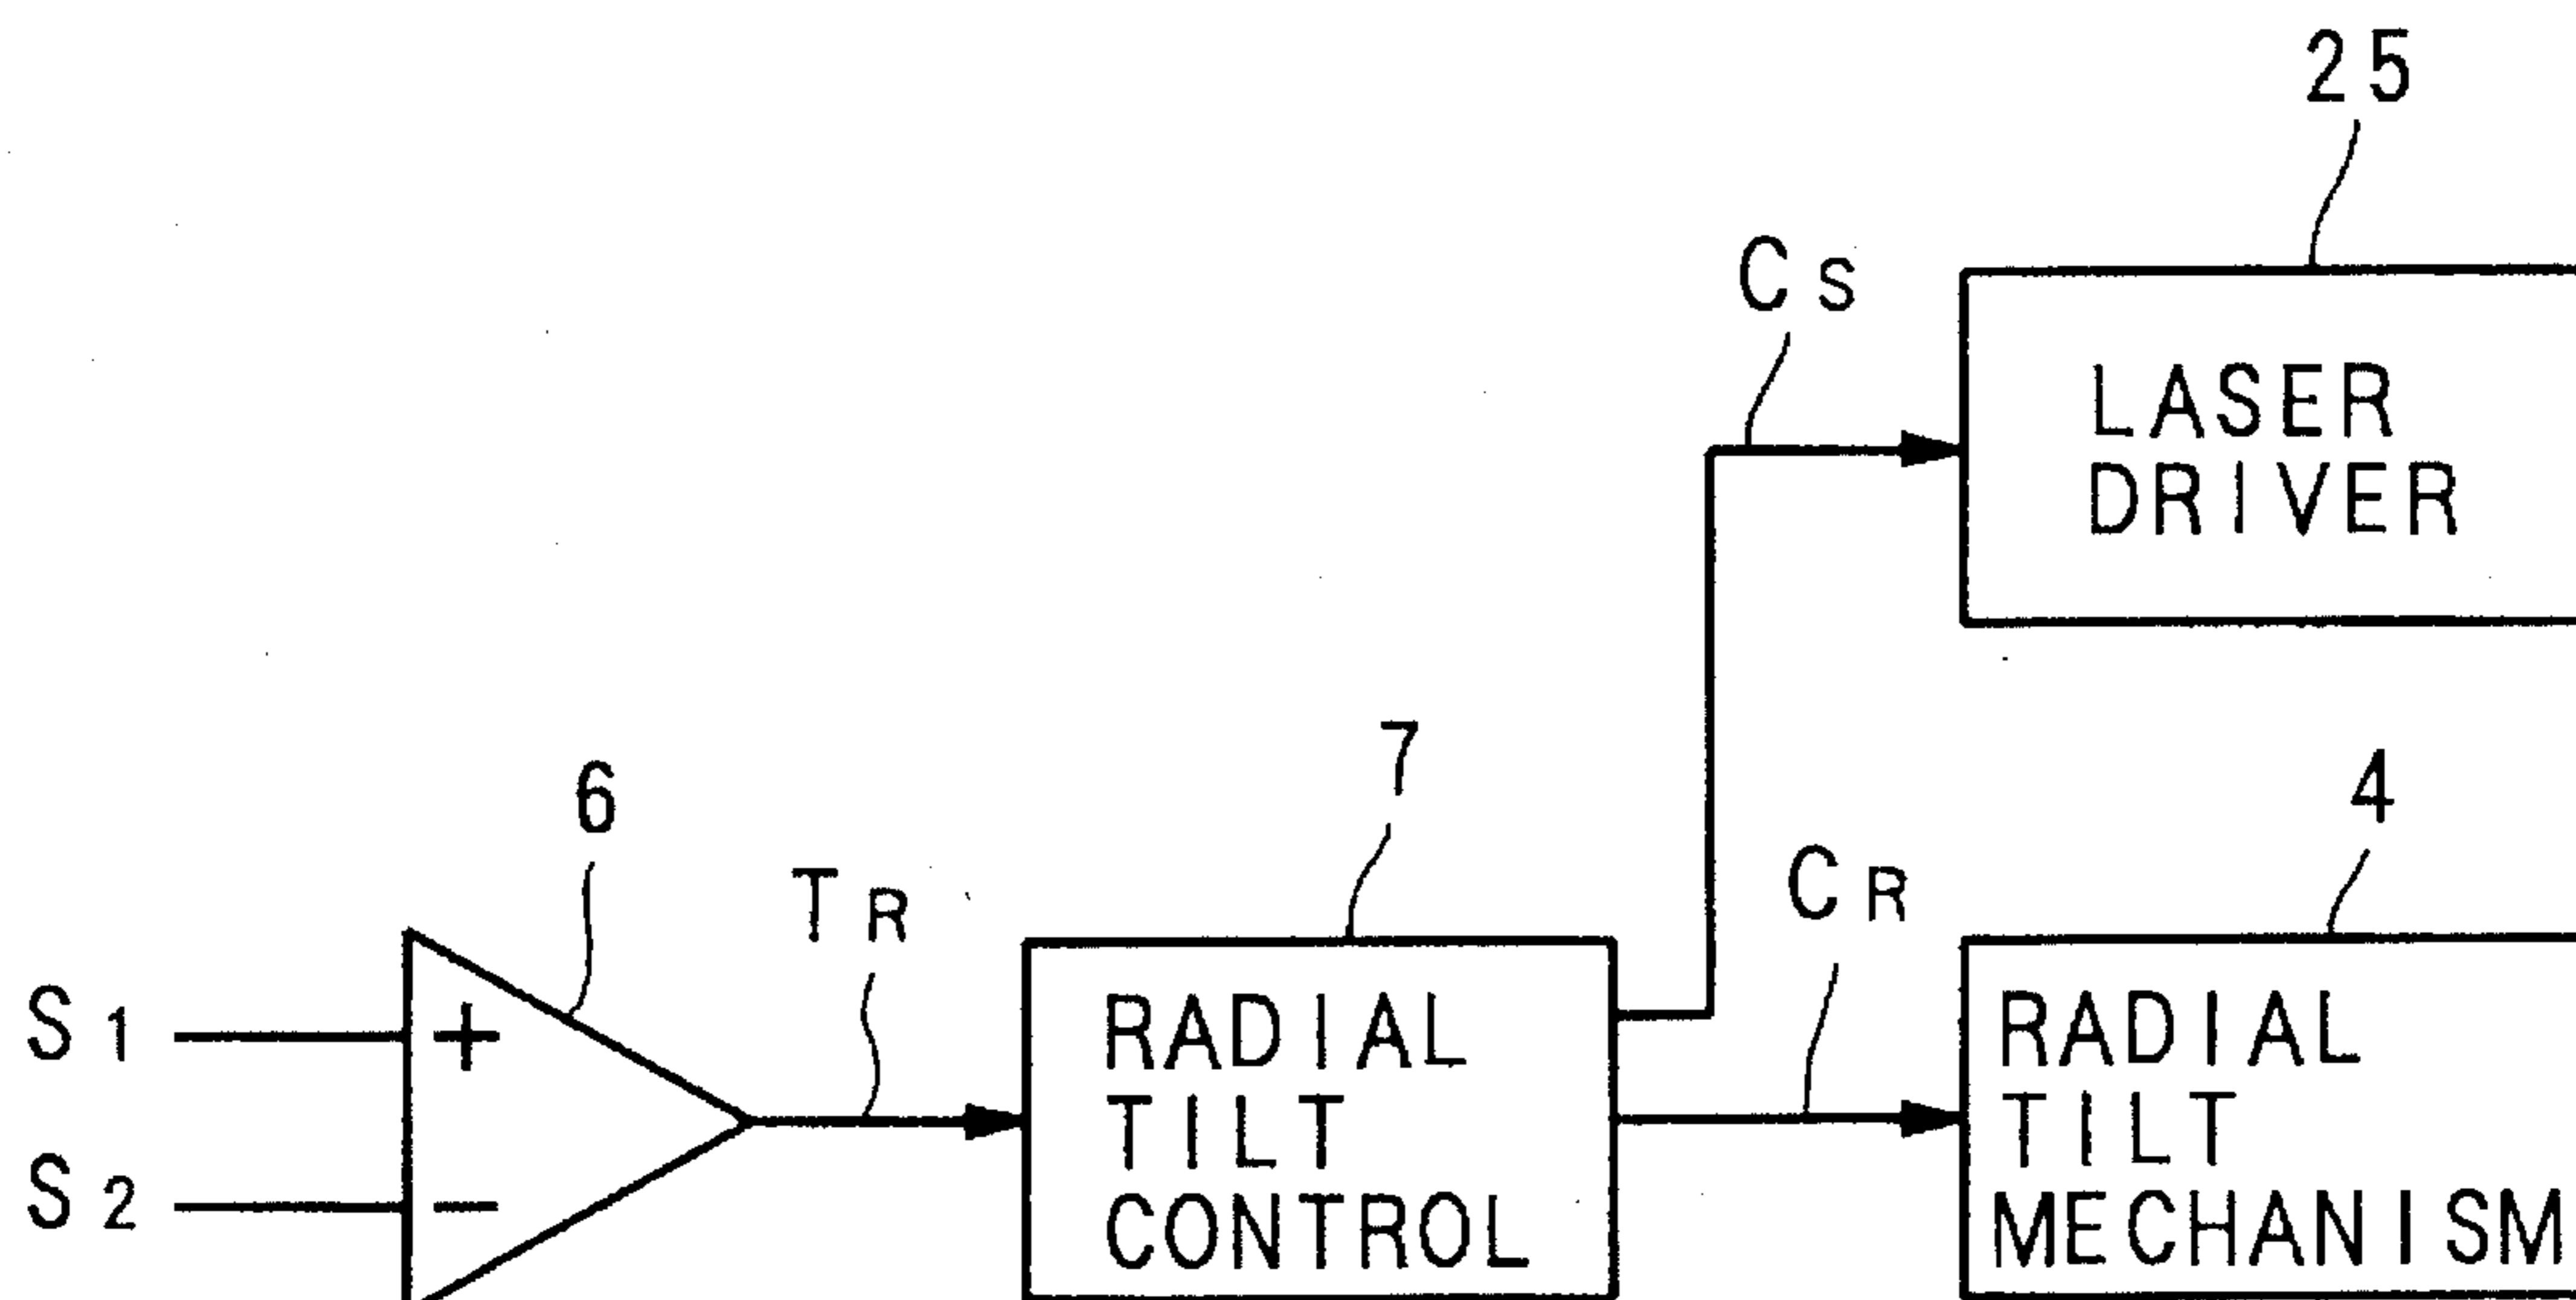 25
CS
LASER
DRIVER
7
4
6
CR
TR
S1
+
RADIAL
TILT
CONTROL
RADIAL
TILT
MECHANISM
S2
−